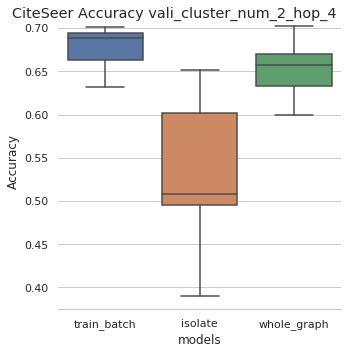 CiteSeer Accuracy vali_cluster_num_2_hop_4
0.70
0.65
0.60
0.55
0.50
0.45
0.40
Accuracy
train_batch isolate whole_graph
models